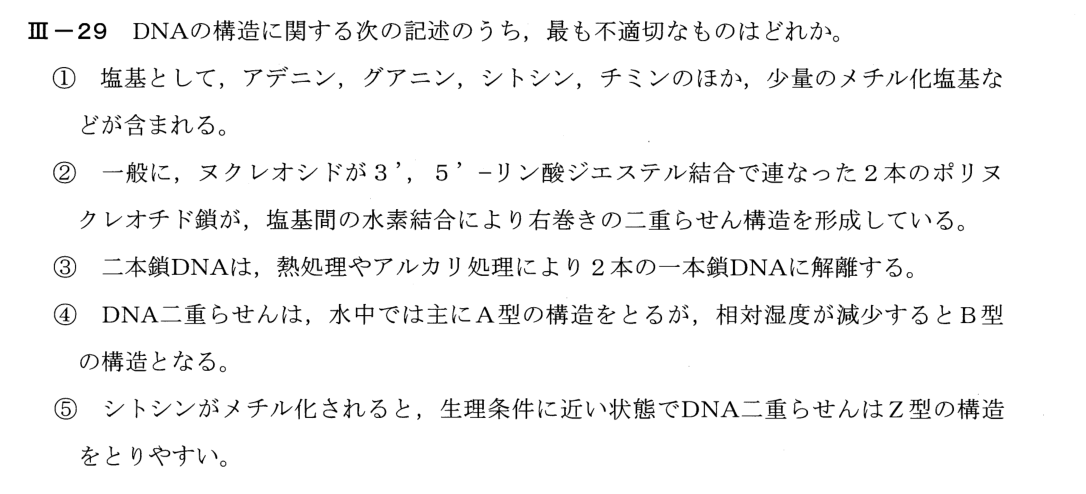 Ⅲ－29　DNAの構造に関する次の記述のうち，最も不適切なものはどれか。
①　塩基として，アデニン，グアニン，シトシン，チミンのほか，少量のメチル化塩基な
どが含まれる。
②　一般に，ヌクレオシドが３’，５’−リン酸ジエステル結合で連なった２本のポリヌ
クレオチド鎖が，塩基間の水素結合により右巻きの二重らせん構造を形成している。
③　二本鎖DNAは，熱処理やアルカリ処理により２本の一本鎖DNAに解離する。
④　DNA二重らせんは，水中では主にＡ型の構造をとるが，相対湿度が減少するとＢ型
の構造となる。
⑤　シトシンがメチル化されると，生理条件に近い状態でDNA二重らせんはＺ型の構造
をとりやすい。